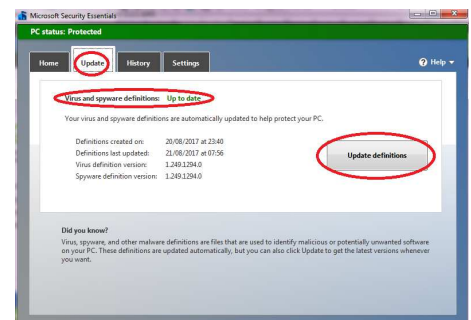 Microsoft Security Essentials
PC status: Protected
Home Update History Settings Help
Virus and spyware definitions: Up to date
Your virus and spyware definitions are automatically updated to help protect your PC.
Definitions created on: 20/08/2017 at 23:40
Definitions last updated: 21/08/2017 at 07:56
Update definitions
Virus definition version: 1.249.1294.0
Spyware definition version: 1.249.1294.0
Did you know?
Virus, spyware, and other malware definitions are files that are used to identify malicious or potentially unwanted software
on your PC. These definitions are updated automatically, but you can also click Update to get the latest versions whenever
you want.